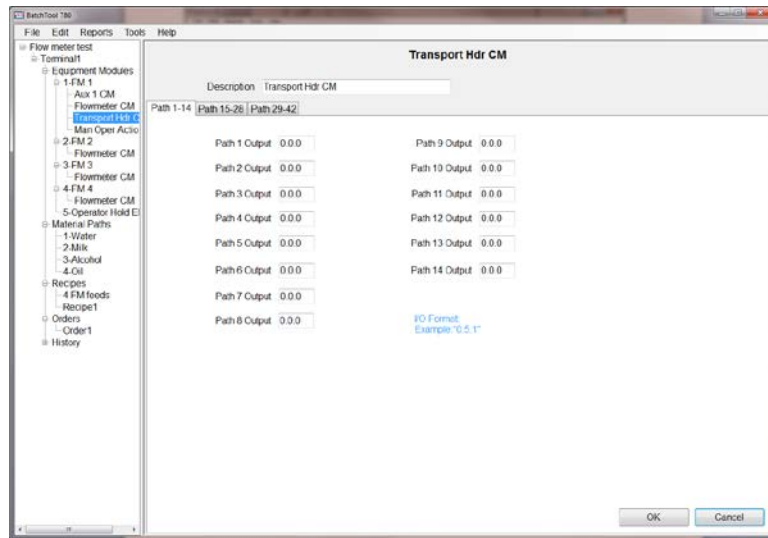 BatchTool 780
File Edit Reports Tools Help
Flow meter test
Terminal1
Equipment Modules
1-FM 1
Aux 1 CM
Flowmeter CM
Transport Hdr C
Man Oper Actio
2-FM 2
Flowmeter CM
3-FM 3
Flowmeter CM
4-FM 4
Flowmeter CM
5-Operator Hold E
Material Paths
1-Water
2-Milk
3-Alcohol
4-Oil
Recipes
4 FM feeds
Recipe1
Orders
Order1
History
Transport Hdr CM
Description Transport Hdr CM
Path 1-14 Path 15-28 Path 29-42
Path 1 Output 0.0.0 Path 9 Output 0.0.0
Path 2 Output 0.0.0 Path 10 Output 0.0.0
Path 3 Output 0.0.0 Path 11 Output 0.0.0
Path 4 Output 0.0.0 Path 12 Output 0.0.0
Path 5 Output 0.0.0 Path 13 Output 0.0.0
Path 6 Output 0.0.0 Path 14 Output 0.0.0
Path 7 Output 0.0.0
Path 8 Output 0.0.0
I/O Format:
Example:"0.5.1"
OK Cancel